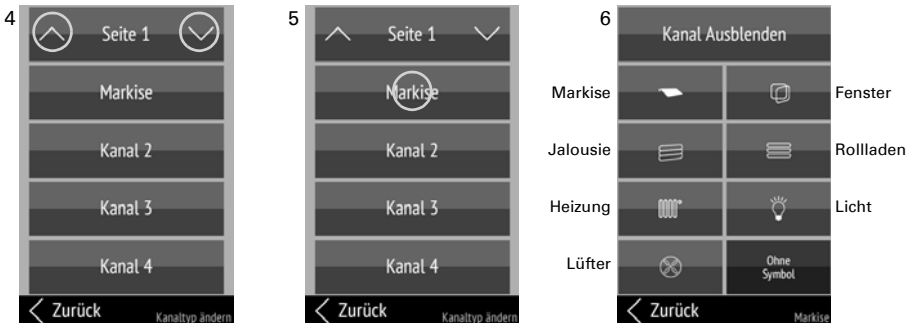 4
Seite 1
Markise
Kanal 2
Kanal 3
Kanal 4
Zurück
Kanaltyp ändern
5
Seite 1
Markise
Kanal 2
Kanal 3
Kanal 4
Zurück
Kanaltyp ändern
6
Kanal Ausblenden
Markise
Fenster
Jalousie
Rollladen
Heizung
Licht
Lüfter
Ohne
Symbol
Zurück
Markise